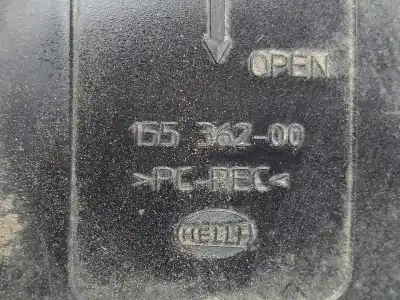 OPEN
155 362-00
>PC-REC<
HELLA